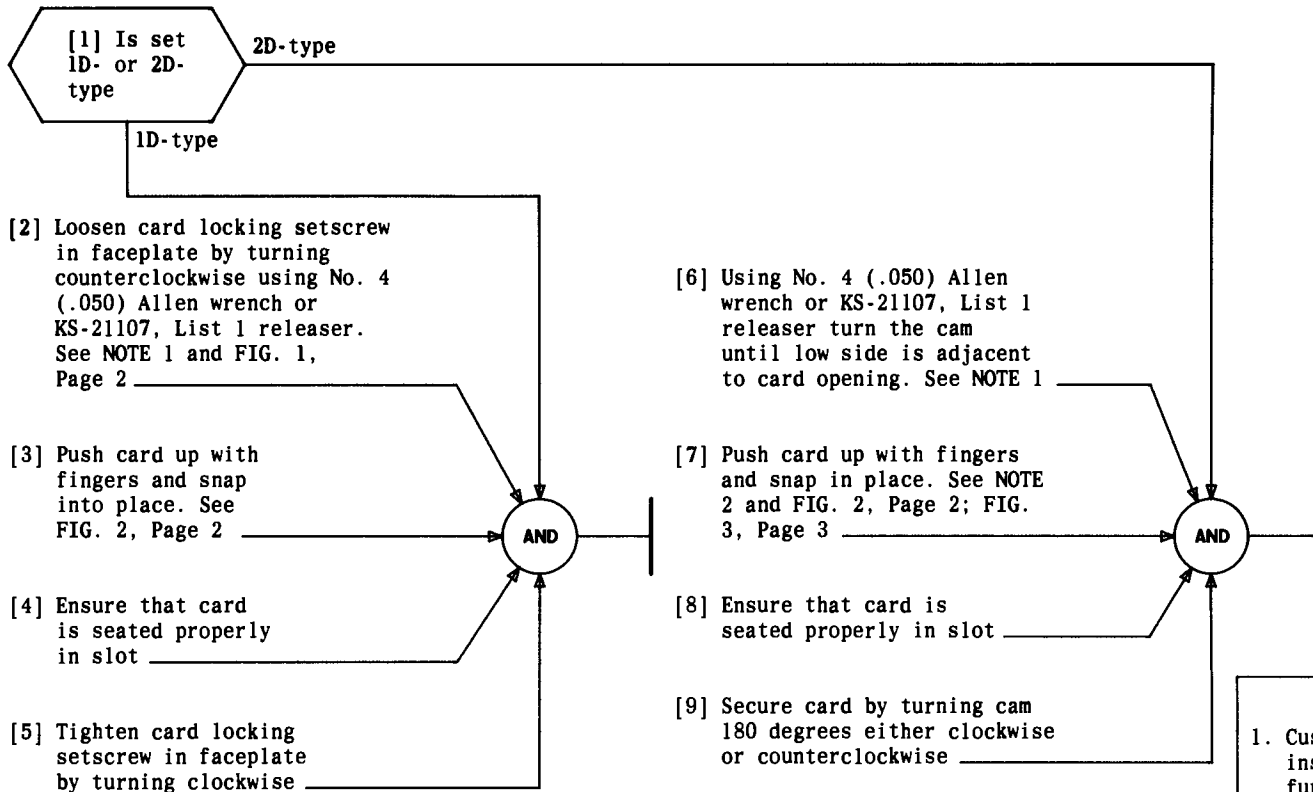 [1] Is set
1D- or 2D-
type
2D-type
1D-type
[2] Loosen card locking setscrew
in faceplate by turning
counterclockwise using No. 4
(.050) Allen wrench or
KS-21107, List 1 releaser.
See NOTE 1 and FIG. 1,
Page 2
[3] Push card up with
fingers and snap
into place. See
FIG. 2, Page 2
AND
[4] Ensure that card
is seated properly
in slot
[5] Tighten card locking
setscrew in faceplate
by turning clockwise
[6] Using No. 4 (.050) Allen
wrench or KS-21107, List 1
releaser turn the cam
until low side is adjacent
to card opening. See NOTE 1
[7] Push card up with fingers
and snap in place. See NOTE
2 and FIG. 2, Page 2; FIG.
3, Page 3
AND
[8] Ensure that card is
seated properly in slot
[9] Secure card by turning cam
180 degrees either clockwise
or counterclockwise
1. Cus
ins
fur